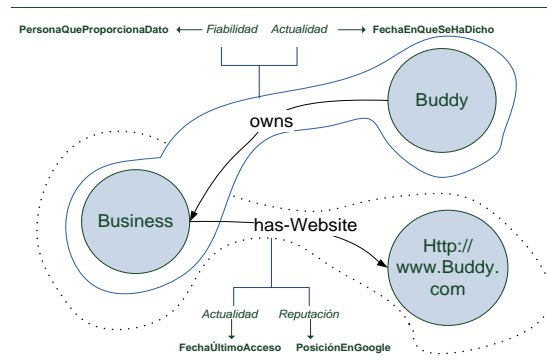 PersonaQueProporcionaDato Fiabilidad Actualidad FechaEnQueSeHaDicho
Buddy
owns
Business
has-Website
Http://
www.Buddy.
com
Actualidad Reputación
FechaÚltimoAcceso PosiciónEnGoogle